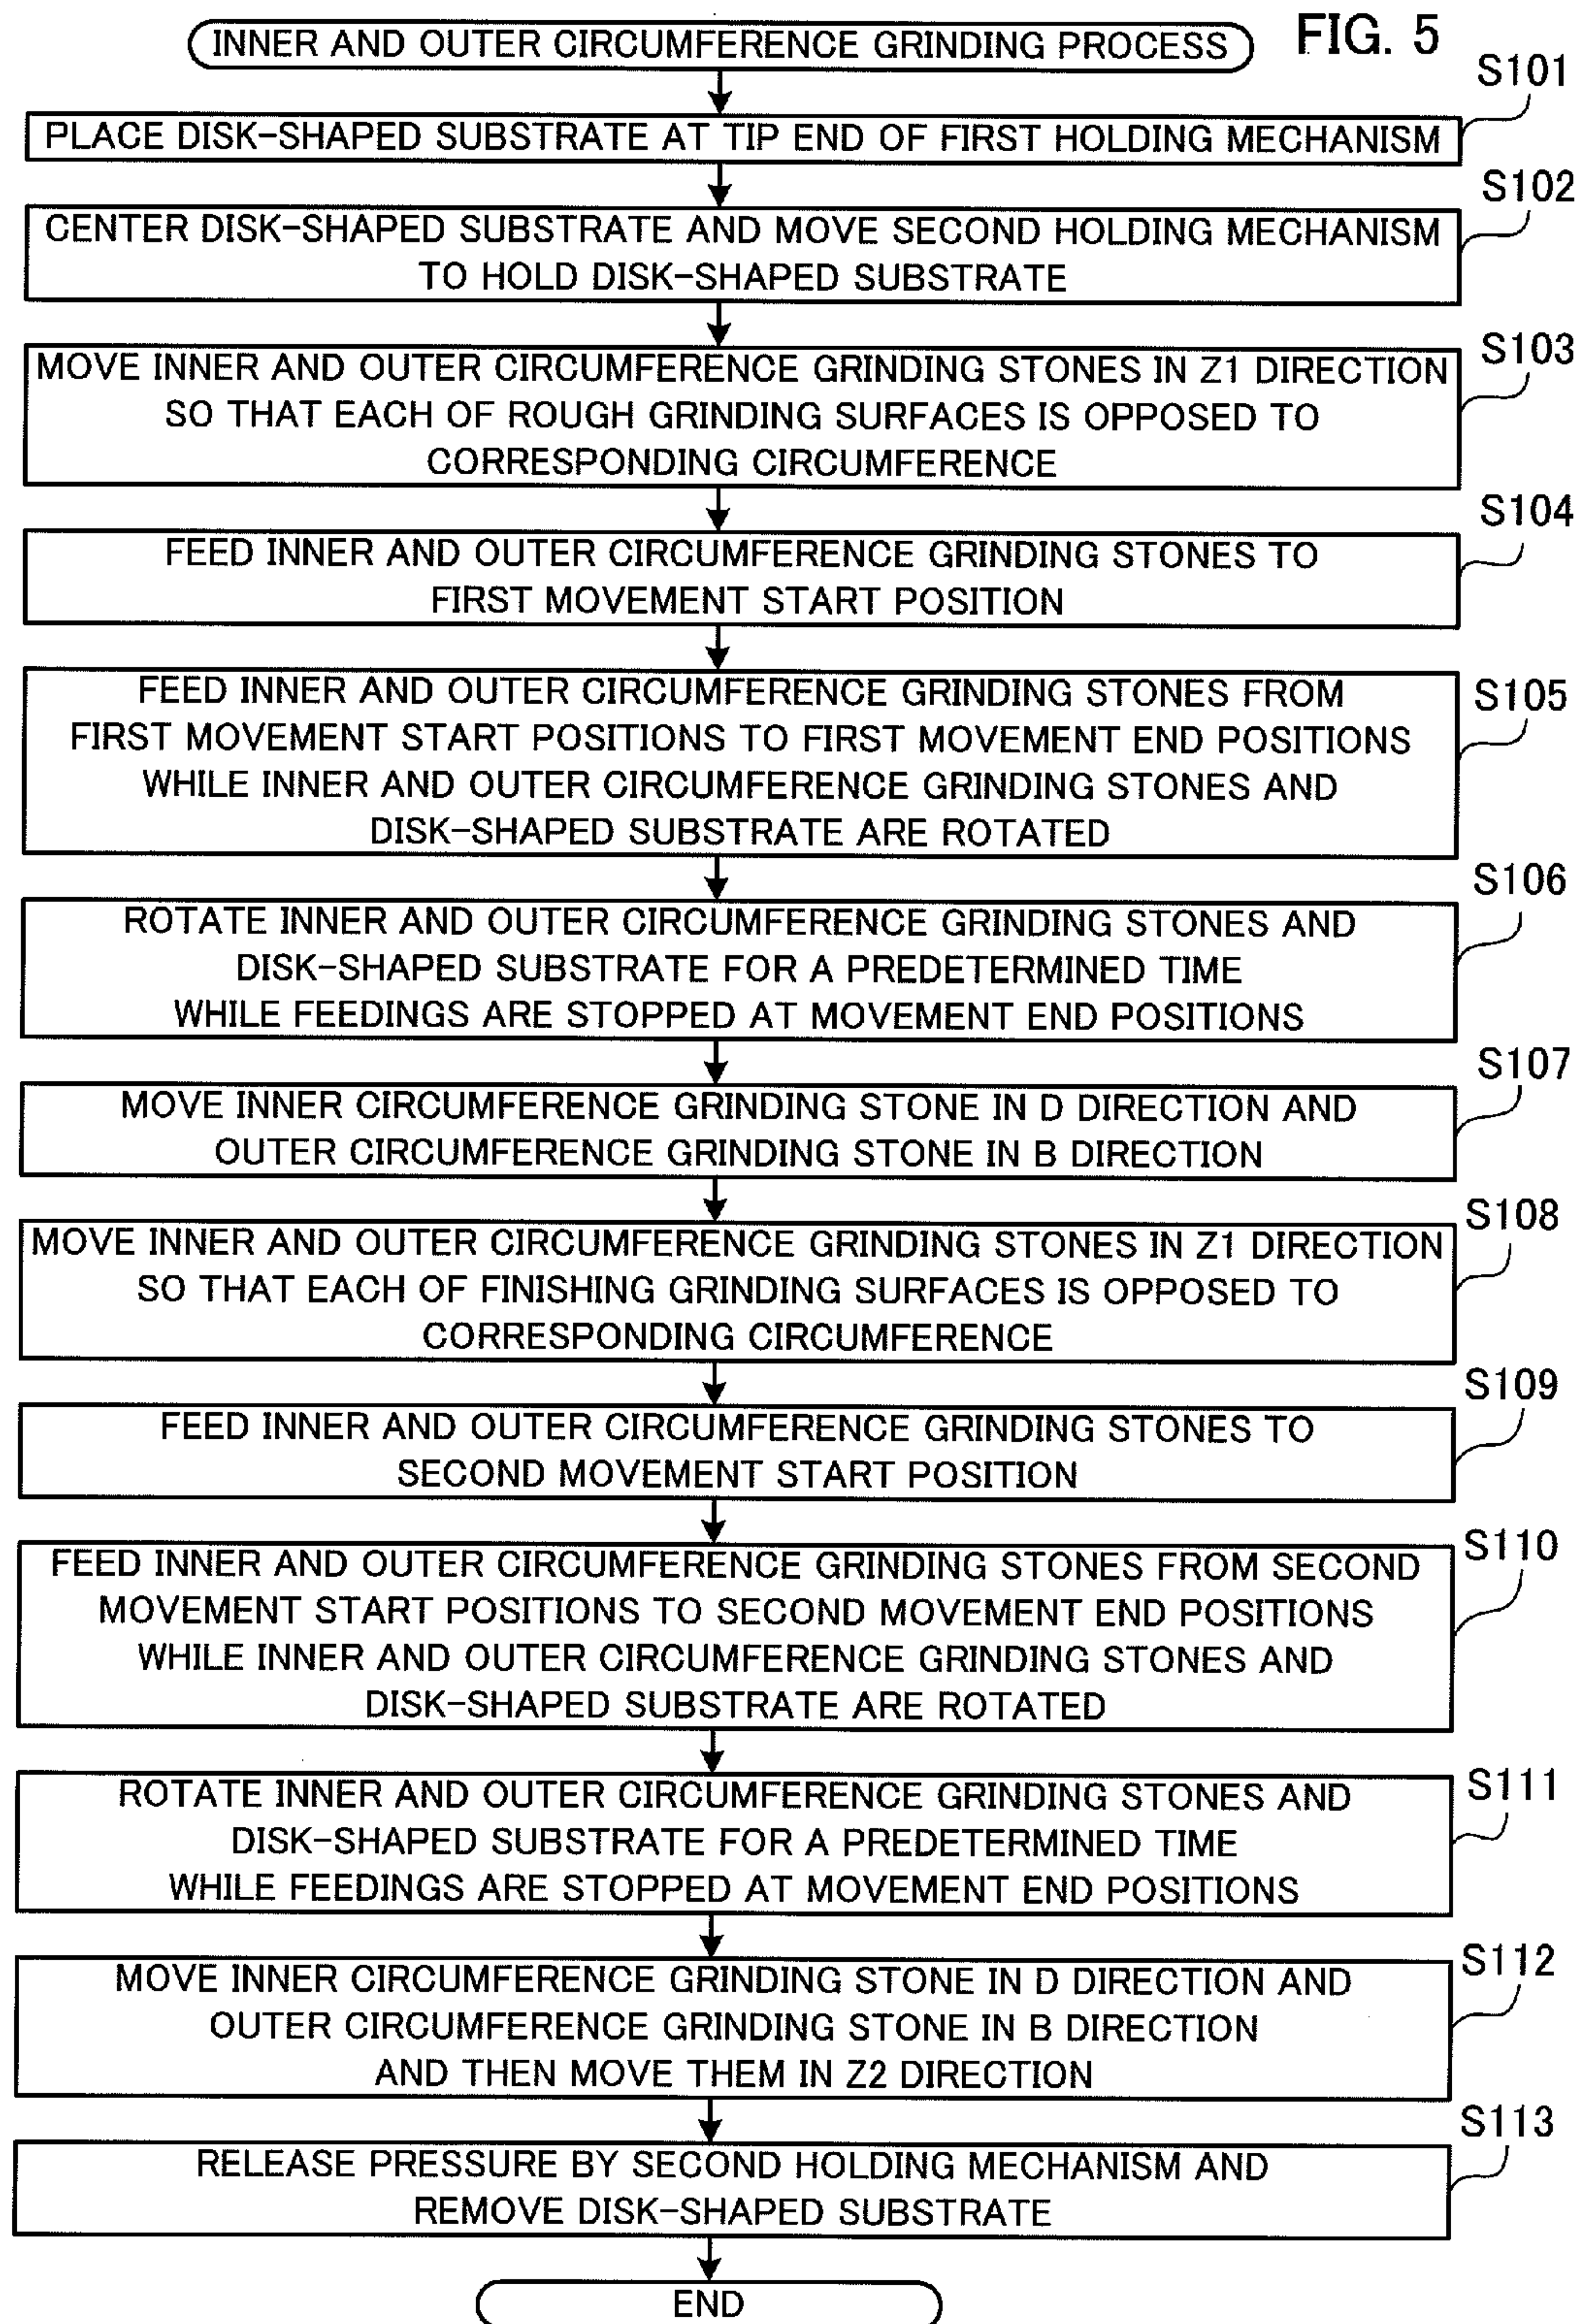 FIG. 5
INNER AND OUTER CIRCUMFERENCE GRINDING PROCESS
S101
PLACE DISK-SHAPED SUBSTRATE AT TIP END OF FIRST HOLDING MECHANISM
S102
CENTER DISK-SHAPED SUBSTRATE AND MOVE SECOND HOLDING MECHANISM
TO HOLD DISK-SHAPED SUBSTRATE
S103
MOVE INNER AND OUTER CIRCUMFERENCE GRINDING STONES IN Z1 DIRECTION
SO THAT EACH OF ROUGH GRINDING SURFACES IS OPPOSED TO
CORRESPONDING CIRCUMFERENCE
S104
FEED INNER AND OUTER CIRCUMFERENCE GRINDING STONES TO
FIRST MOVEMENT START POSITION
S105
FEED INNER AND OUTER CIRCUMFERENCE GRINDING STONES FROM
FIRST MOVEMENT START POSITIONS TO FIRST MOVEMENT END POSITIONS
WHILE INNER AND OUTER CIRCUMFERENCE GRINDING STONES AND
DISK-SHAPED SUBSTRATE ARE ROTATED
S106
ROTATE INNER AND OUTER CIRCUMFERENCE GRINDING STONES AND
DISK-SHAPED SUBSTRATE FOR A PREDETERMINED TIME
WHILE FEEDINGS ARE STOPPED AT MOVEMENT END POSITIONS
S107
MOVE INNER CIRCUMFERENCE GRINDING STONE IN D DIRECTION AND
OUTER CIRCUMFERENCE GRINDING STONE IN B DIRECTION
S108
MOVE INNER AND OUTER CIRCUMFERENCE GRINDING STONES IN Z1 DIRECTION
SO THAT EACH OF FINISHING GRINDING SURFACES IS OPPOSED TO
CORRESPONDING CIRCUMFERENCE
S109
FEED INNER AND OUTER CIRCUMFERENCE GRINDING STONES TO
SECOND MOVEMENT START POSITION
S110
FEED INNER AND OUTER CIRCUMFERENCE GRINDING STONES FROM SECOND
MOVEMENT START POSITIONS TO SECOND MOVEMENT END POSITIONS
WHILE INNER AND OUTER CIRCUMFERENCE GRINDING STONES AND
DISK-SHAPED SUBSTRATE ARE ROTATED
S111
ROTATE INNER AND OUTER CIRCUMFERENCE GRINDING STONES AND
DISK-SHAPED SUBSTRATE FOR A PREDETERMINED TIME
WHILE FEEDINGS ARE STOPPED AT MOVEMENT END POSITIONS
S112
MOVE INNER CIRCUMFERENCE GRINDING STONE IN D DIRECTION AND
OUTER CIRCUMFERENCE GRINDING STONE IN B DIRECTION
AND THEN MOVE THEM IN Z2 DIRECTION
S113
RELEASE PRESSURE BY SECOND HOLDING MECHANISM AND
REMOVE DISK-SHAPED SUBSTRATE
END